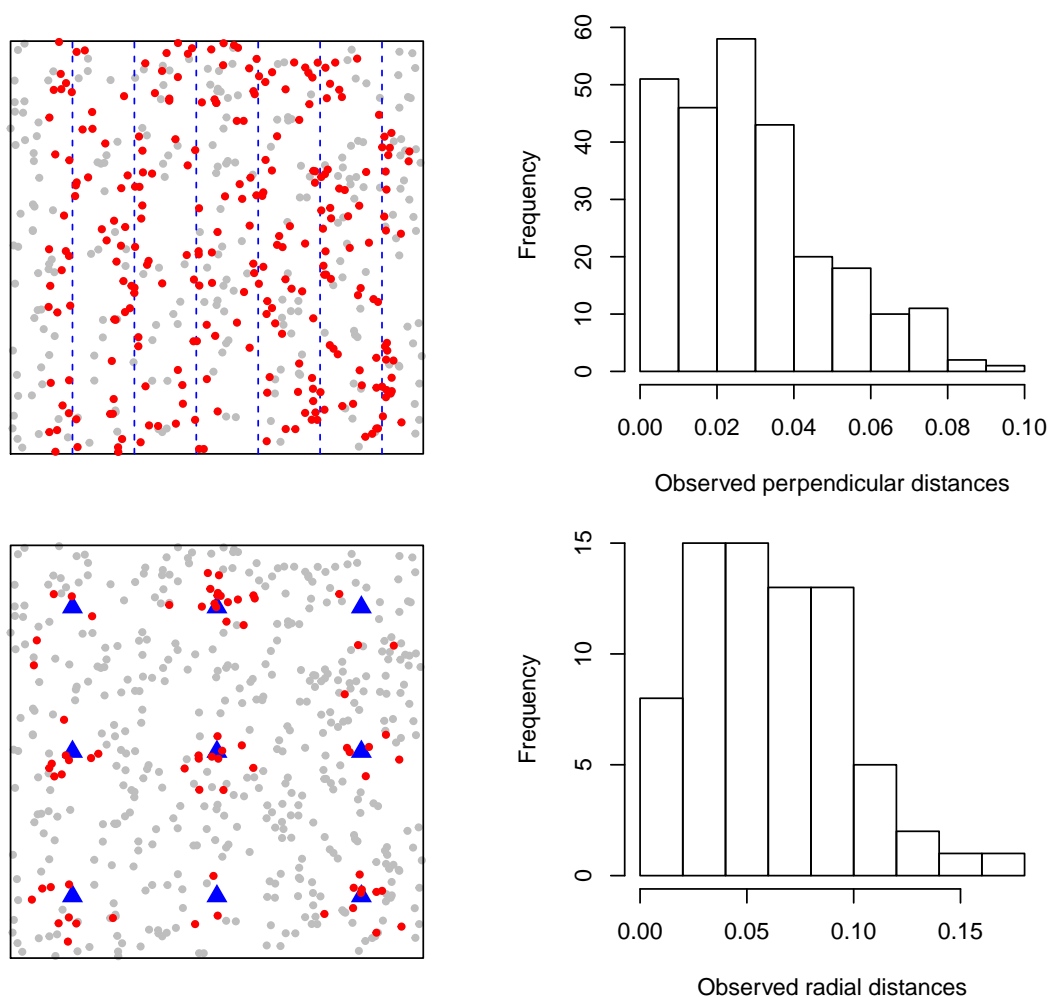 Frequency
0 10 20 30 40 50 60
0.00 0.02 0.04 0.06 0.08 0.10
Observed perpendicular distances
Frequency
0 5 10 15
0.00 0.05 0.10 0.15
Observed radial distances